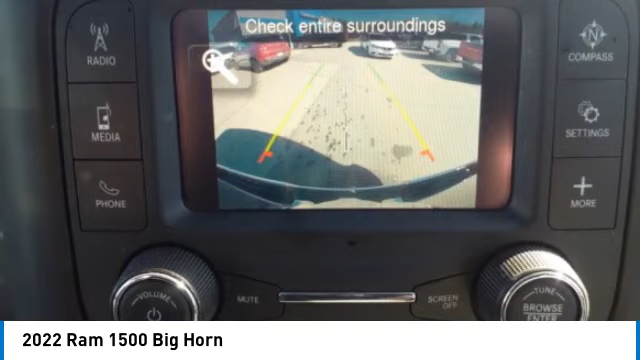 Check entire surroundings
RADIO
MEDIA
PHONE
N
COMPASS
SETTINGS
MORE
VOLUME
MUTE
SCREEN
OFF
TUNE
BROWSE
ENTER
2022 Ram 1500 Big Horn